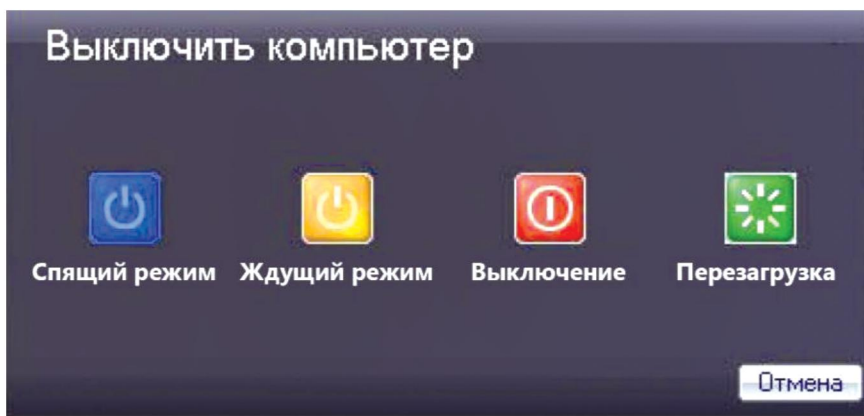 Выключить компьютер
Спящий режим Ждущий режим Выключение Перезагрузка
Отмена